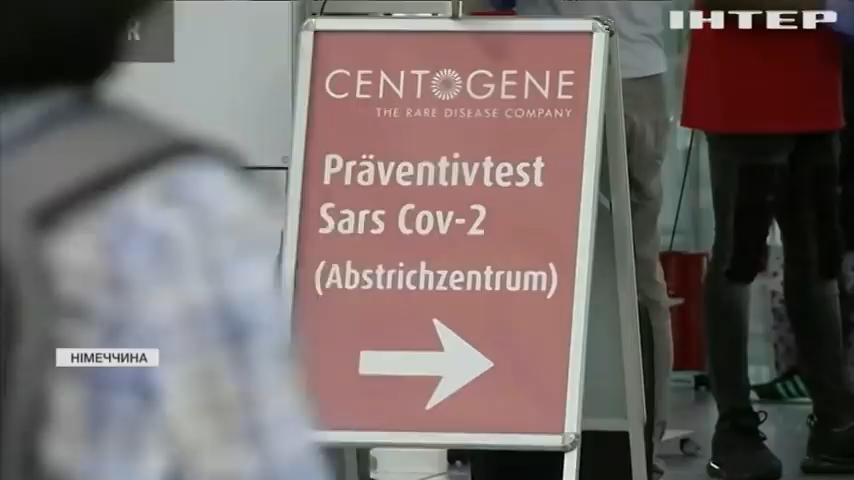 ІНТЕР
CENTOGENE
THE RARE DISEASE COMPANY
Präventivtest
Sars Cov-2
(Abstrichzentrum)
НІМЕЧЧИНА